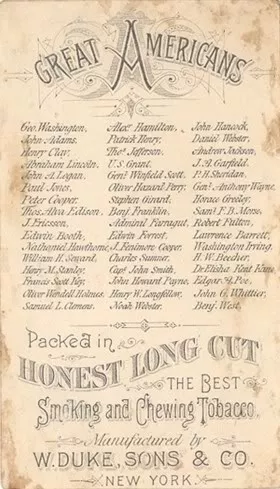 GREAT AMERICANS
Geo. Washington, Alex Hamilton, John Hancock,
John Adams, Patrick Henry, Daniel Webster,
Henry Clay, Thos Jefferson, Andrew Jackson,
Abraham Lincoln, U.S. Grant, J.A. Garfield,
John A. Logan, Genl Winfield Scott, P.H. Sheridan,
Paul Jones, Oliver Hazard Perry, Genl Anthony Wayne,
Peter Cooper, Stephen Girard, Horace Greeley,
Thos. Alva Edison, Benj. Franklin, Saml F.B. Morse,
J. Ericsson, Admiral Farragut, Robert Fulton,
Edwin Booth, Edwin Forrest, Lawrence Barrett,
Nathaniel Hawthorne, J. Fenimore Cooper, Washington Irving,
William H. Seward, Charles Sumner, H.W. Beecher,
Henry M. Stanley, Capt John Smith, Dr Elisha Kent Kane,
Francis Scott Key, John Howard Payne, Edgar A. Poe,
Oliver Wendell Holmes, Henry W. Longfellow, John G. Whittier,
Samuel L. Clemens, Noah Webster, Benj. West,
Packed in
HONEST LONG CUT
THE BEST
Smoking and Chewing Tobacco.
Manufactured by
W. DUKE, SONS & CO.
NEW YORK.